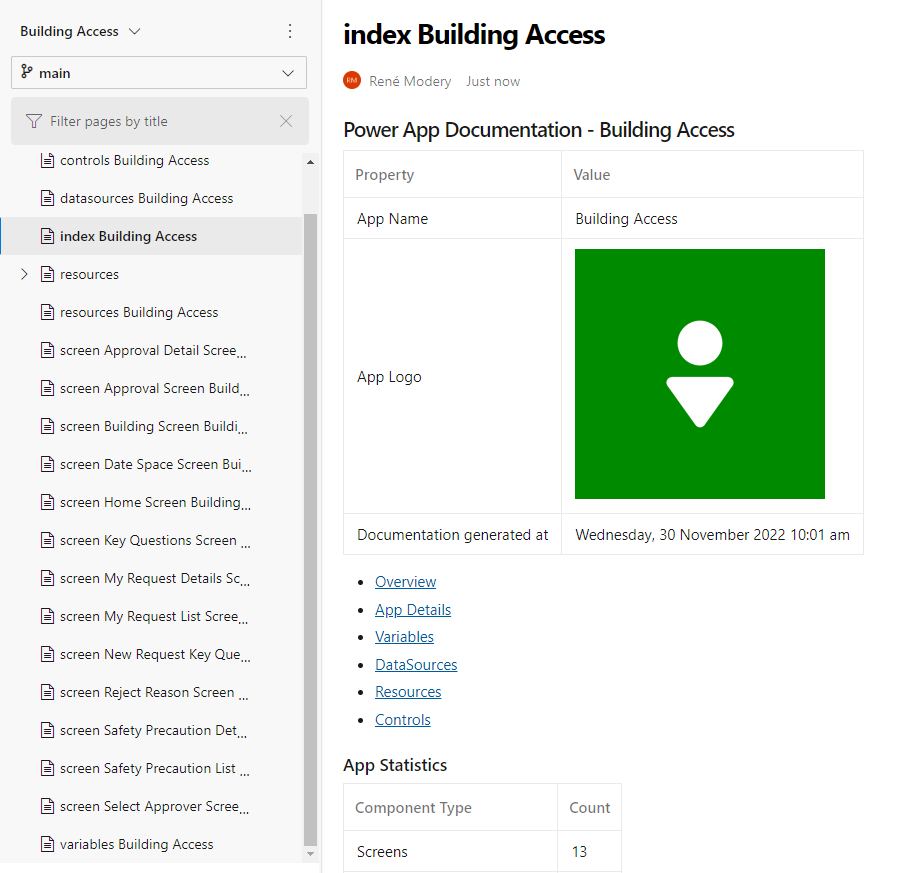 Building Access
main
Filter pages by title
controls Building Access
datasources Building Access
index Building Access
resources
resources Building Access
screen Approval Detail Scree...
screen Approval Screen Build...
screen Building Screen Buildi...
screen Date Space Screen Bui...
screen Home Screen Building...
screen Key Questions Screen ...
screen My Request Details Sc...
screen My Request List Scree...
screen New Request Key Que...
screen Reject Reason Screen ...
screen Safety Precaution Det...
screen Safety Precaution List ...
screen Select Approver Scree...
variables Building Access
index Building Access
RM René Modery Just now
Power App Documentation - Building Access
Property Value
App Name Building Access
App Logo
Documentation generated at Wednesday, 30 November 2022 10:01 am
Overview
App Details
Variables
DataSources
Resources
Controls
App Statistics
Component Type Count
Screens 13